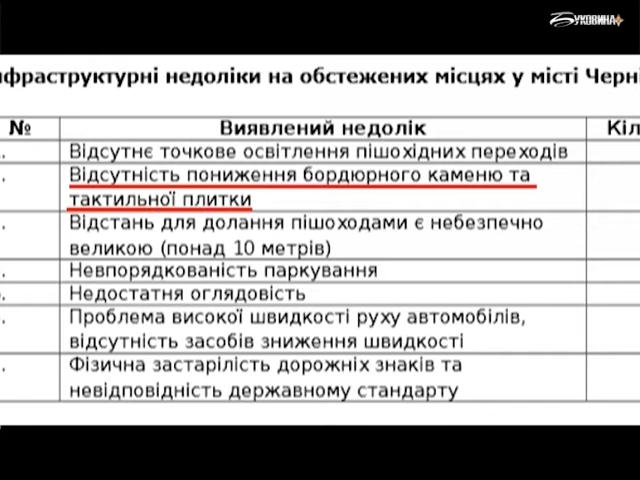 БУКОВИНА
нфраструктурні недоліки на обстежених місцях у місті Черні
№ Виявлений недолік Кіл
Відсутнє точкове освітлення пішохідних переходів
Відсутність пониження бордюрного каменю та
тактильної плитки
Відстань для долання пішоходами є небезпечно
великою (понад 10 метрів)
Невпорядкованість паркування
Недостатня оглядовість
Проблема високої швидкості руху автомобілів,
відсутність засобів зниження швидкості
Фізична застарілість дорожніх знаків та
невідповідність державному стандарту